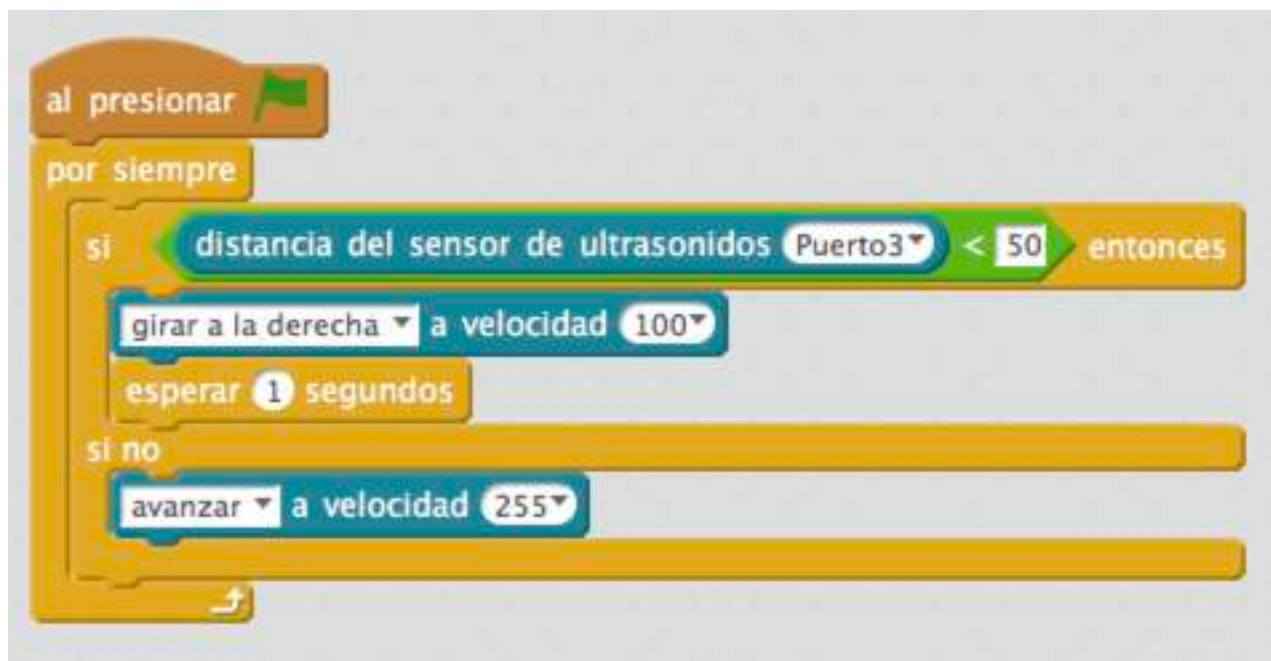 al presionar
por siempre
si distancia del sensor de ultrasonidos Puerto3 < 50 entonces
girar a la derecha a velocidad 100
esperar 1 segundos
si no
avanzar a velocidad 255